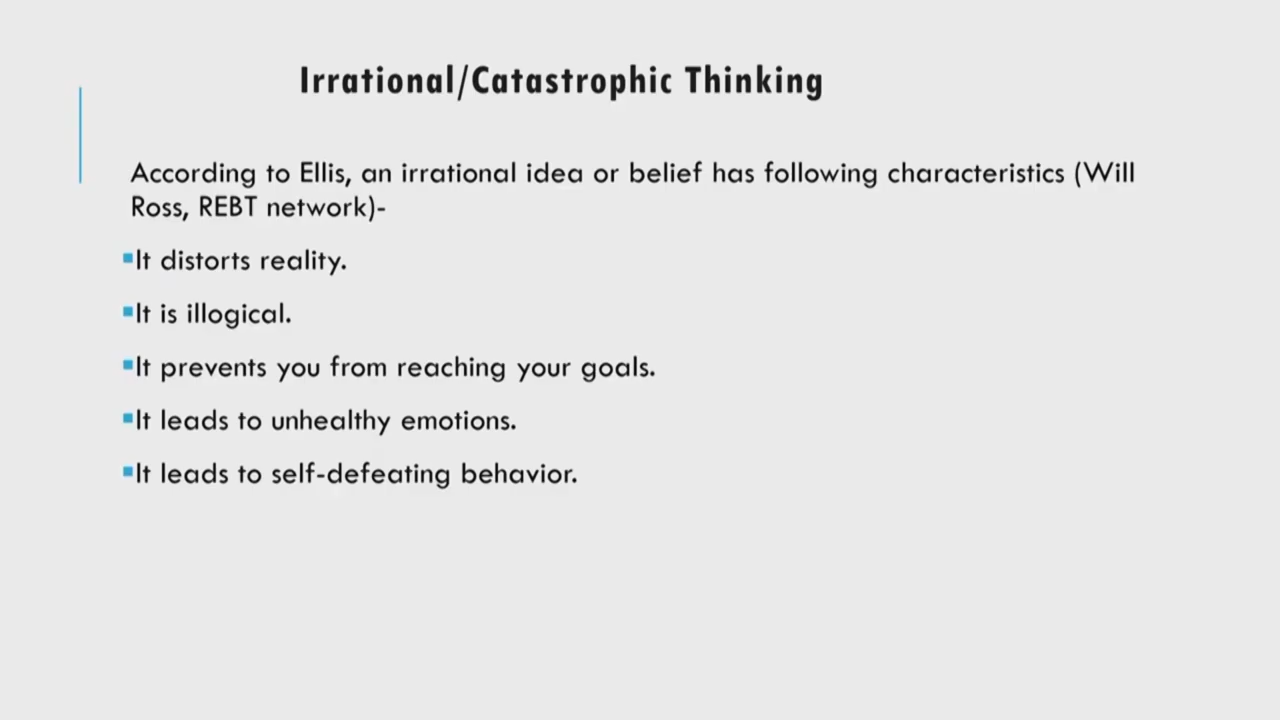 Irrational/Catastrophic Thinking
According to Ellis, an irrational idea or belief has following characteristics (Will
Ross, REBT network)-
▪It distorts reality.
▪It is illogical.
▪It prevents you from reaching your goals.
▪It leads to unhealthy emotions.
▪It leads to self-defeating behavior.